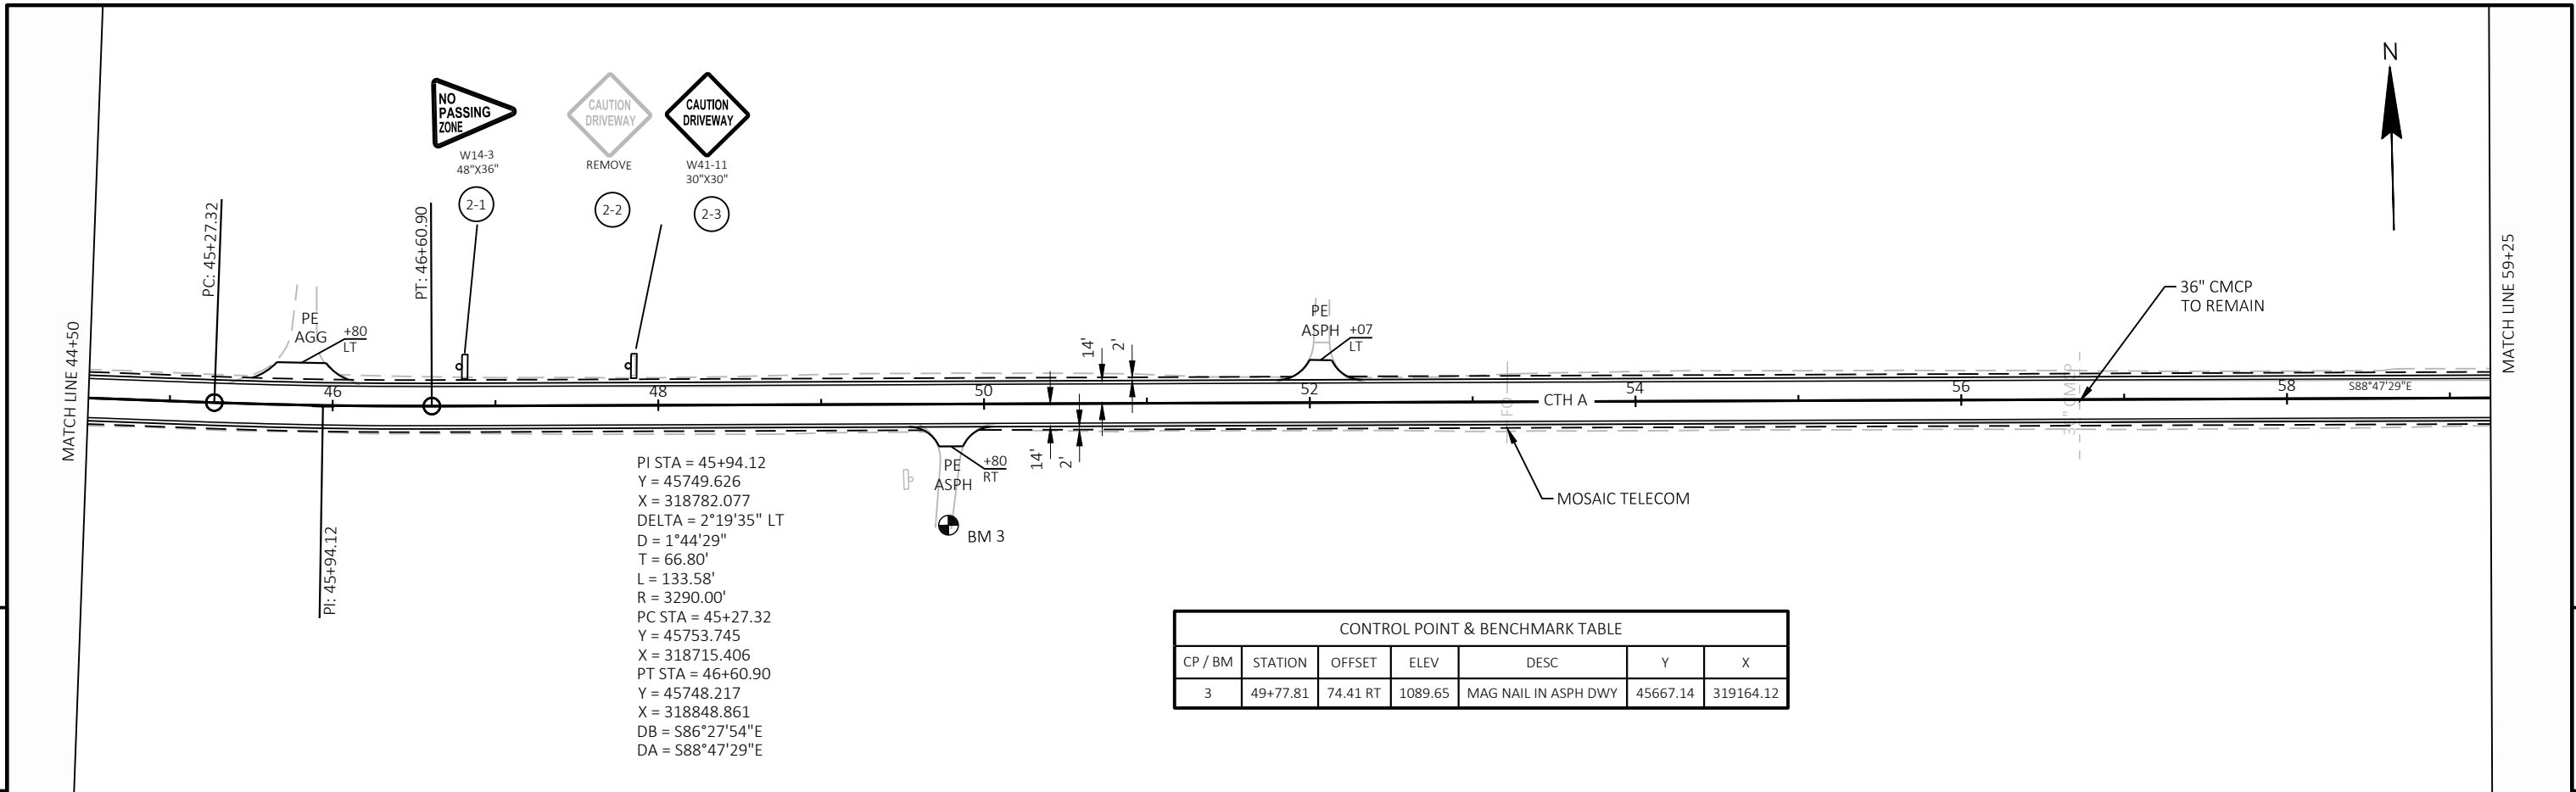 N
NO
PASSING
ZONE
W14-3
48"X36"
2-1
CAUTION
DRIVEWAY
REMOVE
2-2
CAUTION
DRIVEWAY
W41-11
30"X30"
2-3
MATCH LINE 44+50
PC: 45+27.32
PT: 46+60.90
PI: 45+94.12
PE
AGG
+80
LT
46
48
50
52
54
56
58
14'
2'
14'
2'
PE
ASPH
+07
LT
PE
ASPH
+80
RT
BM 3
FO
CTH A
MOSAIC TELECOM
36" CMCP
36" CMCP
TO REMAIN
S88°47'29"E
MATCH LINE 59+25
PI STA = 45+94.12
Y = 45749.626
X = 318782.077
DELTA = 2°19'35" LT
D = 1°44'29"
T = 66.80'
L = 133.58'
R = 3290.00'
PC STA = 45+27.32
Y = 45753.745
X = 318715.406
PT STA = 46+60.90
Y = 45748.217
X = 318848.861
DB = S86°27'54"E
DA = S88°47'29"E
CONTROL POINT & BENCHMARK TABLE
CP / BM STATION OFFSET ELEV DESC Y X
3 49+77.81 74.41 RT 1089.65 MAG NAIL IN ASPH DWY 45667.14 319164.12